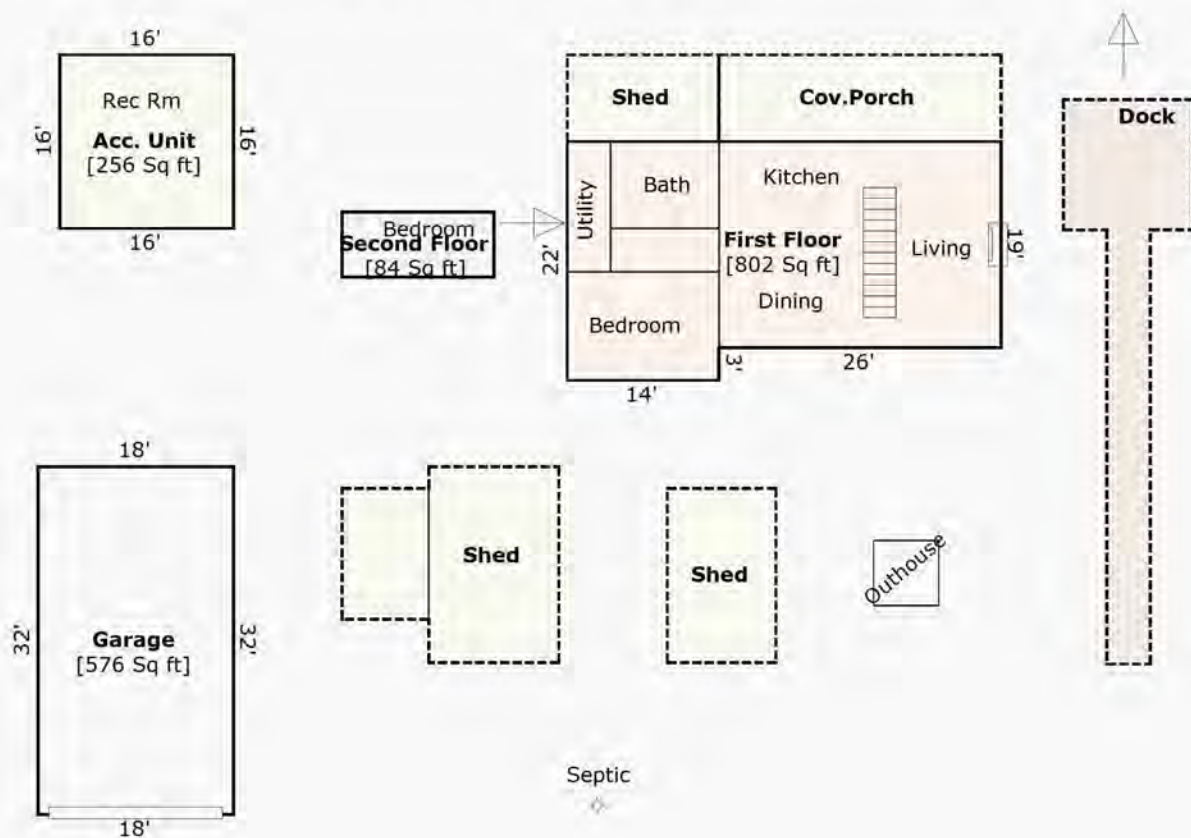 16'
16'
Rec Rm
Acc. Unit
[256 Sq ft]
16'
16'
Shed
Cov.Porch
Dock
Utility
Bath
Kitchen
Bedroom
Second Floor
[84 Sq ft]
22'
First Floor
[802 Sq ft]
Living
19'
Dining
Bedroom
3'
26'
14'
18'
32'
Garage
[576 Sq ft]
32'
18'
Shed
Shed
Outhouse
Septic